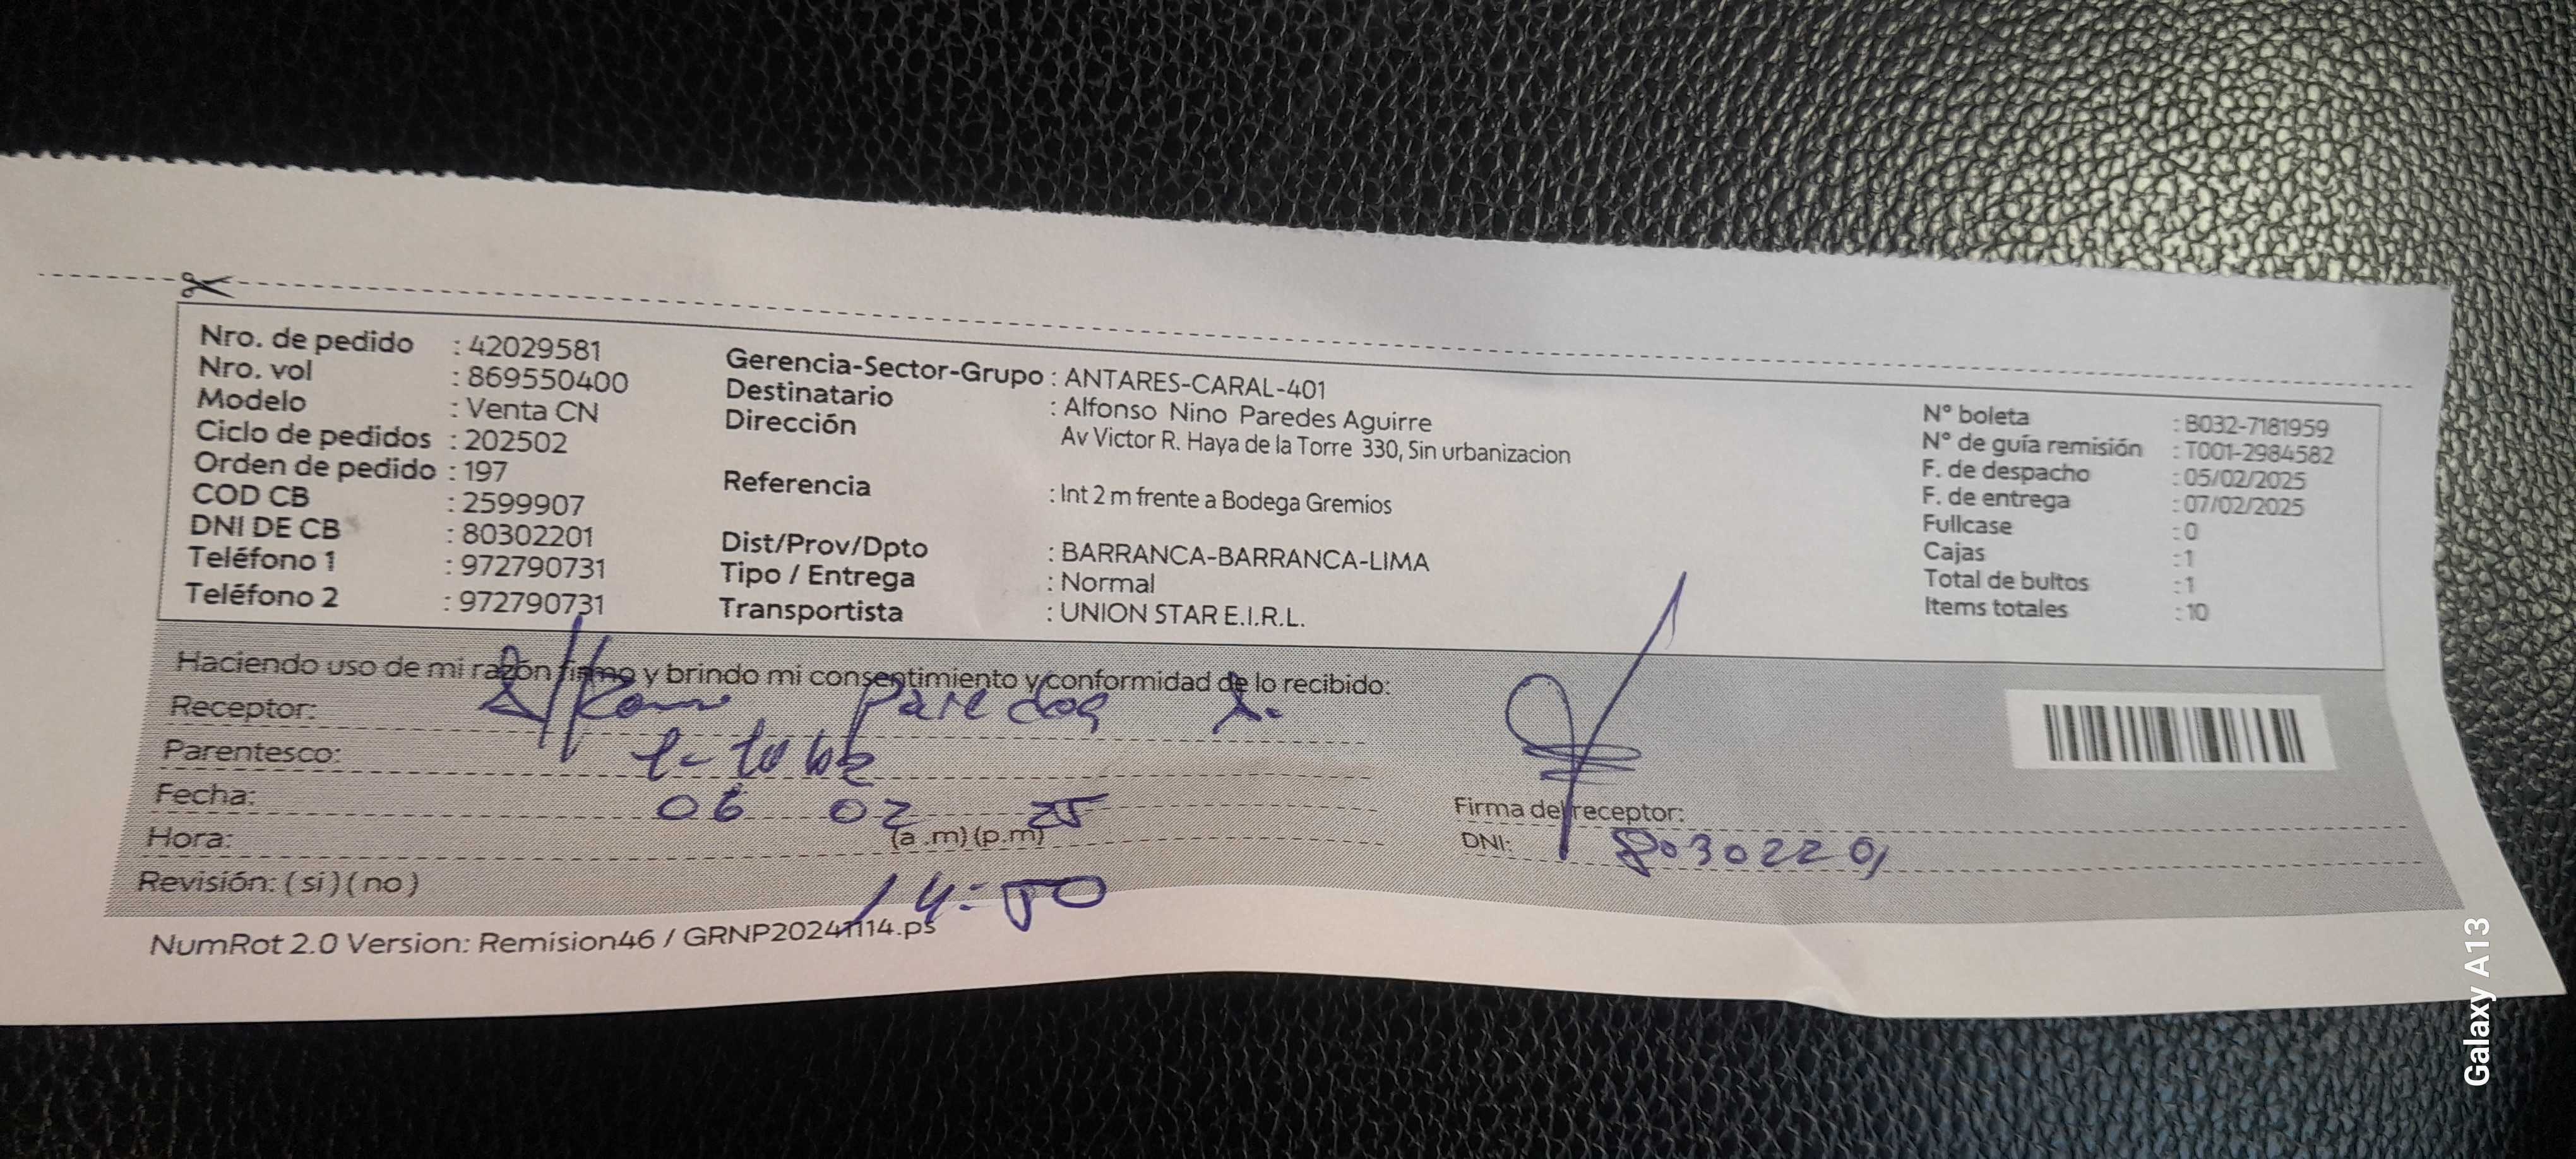 Nro. de pedido : 42029581
Nro. vol : 869550400
Modelo : Venta CN
Ciclo de pedidos : 202502
Orden de pedido : 197
COD CB : 2599907
DNI DE CB : 80302201
Teléfono 1 : 972790731
Teléfono 2 : 972790731
Gerencia-Sector-Grupo : ANTARES-CARAL-401
Destinatario : Alfonso Nino Paredes Aguirre
Dirección Av Victor R. Haya de la Torre 330, Sin urbanizacion
Referencia : Int 2 m frente a Bodega Gremios
Dist/Prov/Dpto : BARRANCA-BARRANCA-LIMA
Tipo / Entrega : Normal
Transportista : UNION STAR E.I.R.L.
N° boleta : B032-7181959
N° de guía remisión : T001-2984582
F. de despacho : 05/02/2025
F. de entrega : 07/02/2025
Fullcase : 0
Cajas : 1
Total de bultos : 1
Items totales : 10
Haciendo uso de mi razón firmo y brindo mi consentimiento y conformidad de lo recibido:
Receptor: Alfonso Paredes A.
Parentesco:
Fecha: 06 02 25
Hora: (a .m) (p.m)
Revisión: ( si ) ( no ) 14:50
Firma del receptor:
DNI: 80302201
NumRot 2.0 Version: Remision46 / GRNP20241114.ps
Galaxy A13